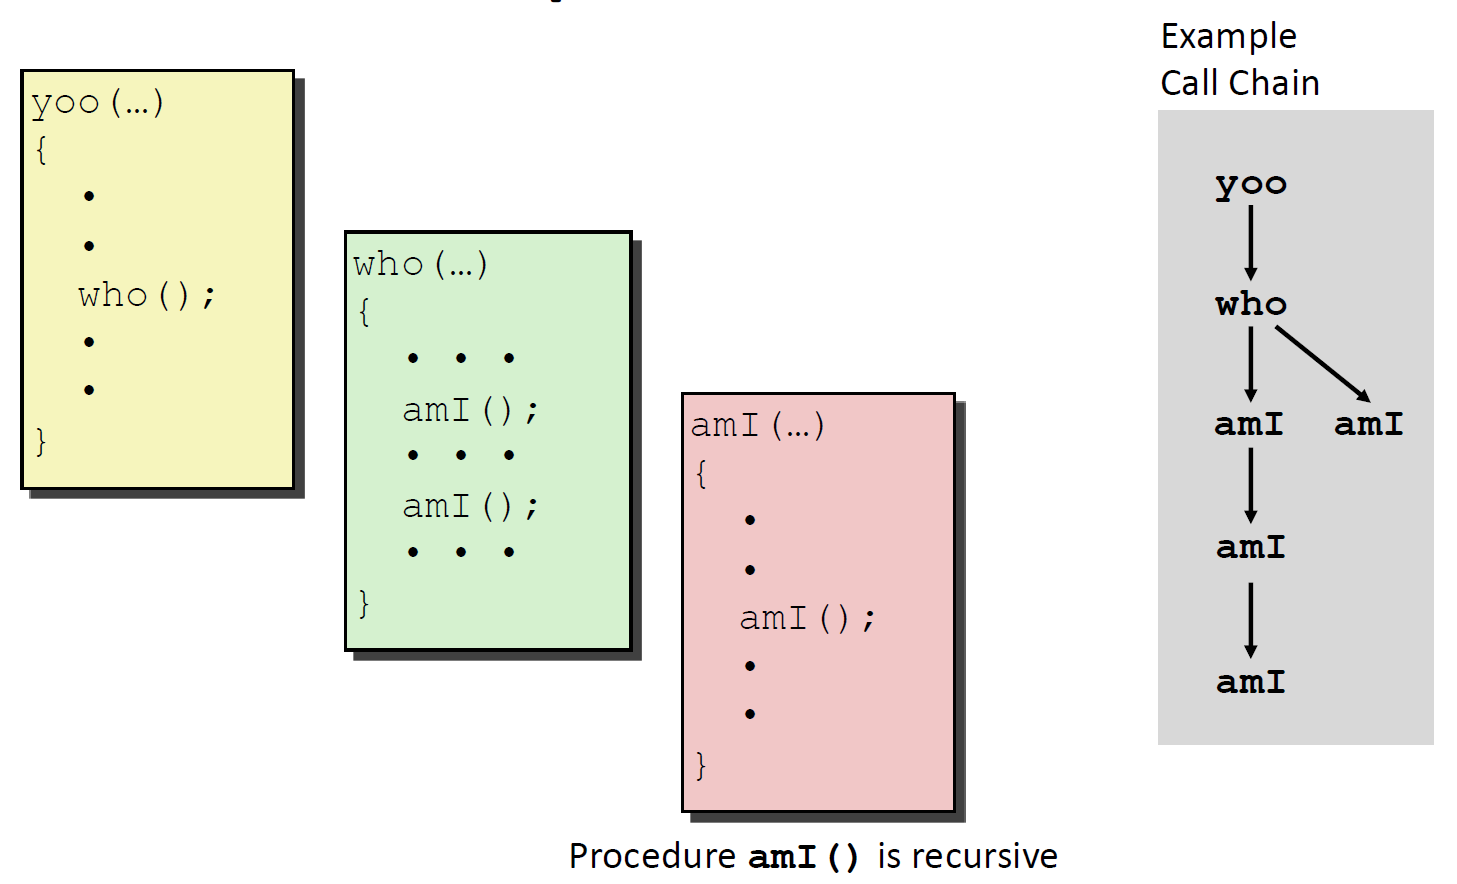 yoo(…)
{
•
•
who();
•
•
}
who(…)
{
• • •
amI();
• • •
amI();
• • •
}
amI(…)
{
•
•
amI();
•
•
}
Procedure amI() is recursive
Example
Call Chain
yoo
who
amI amI
amI
amI